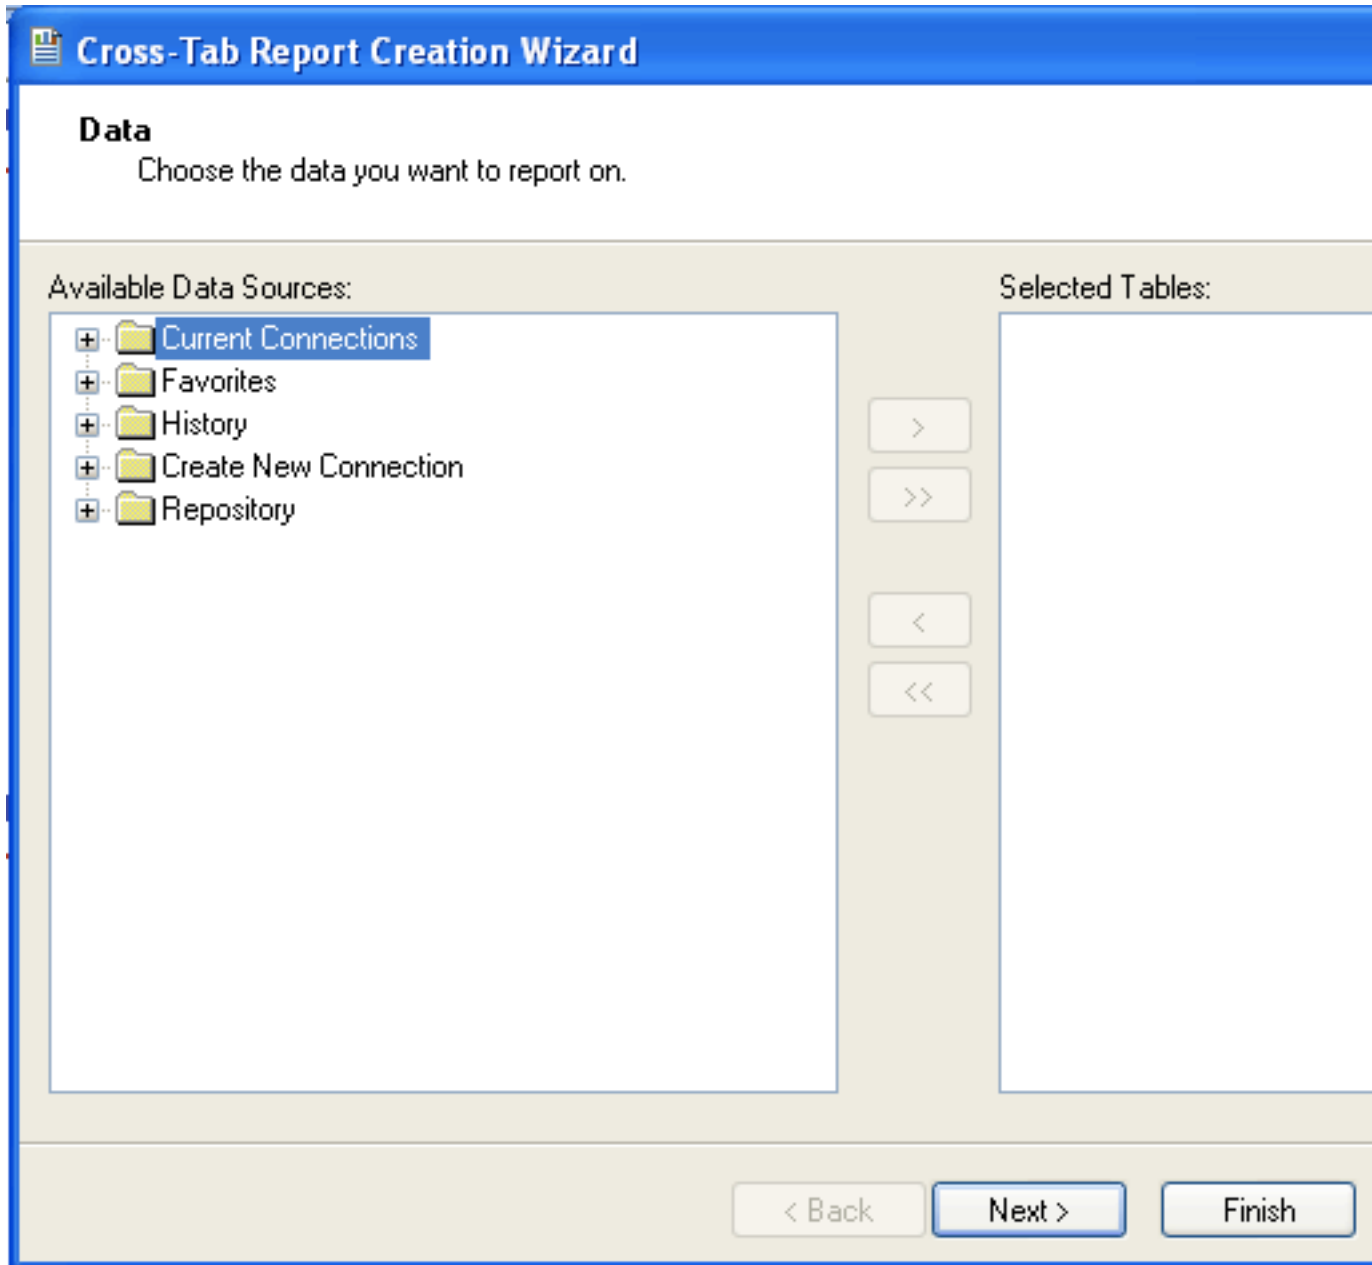 Cross-Tab Report Creation Wizard
Data
Choose the data you want to report on.
Available Data Sources:
Selected Tables:
Current Connections
Favorites
History
Create New Connection
Repository
>
>>
<
<<
< Back
Next >
Finish